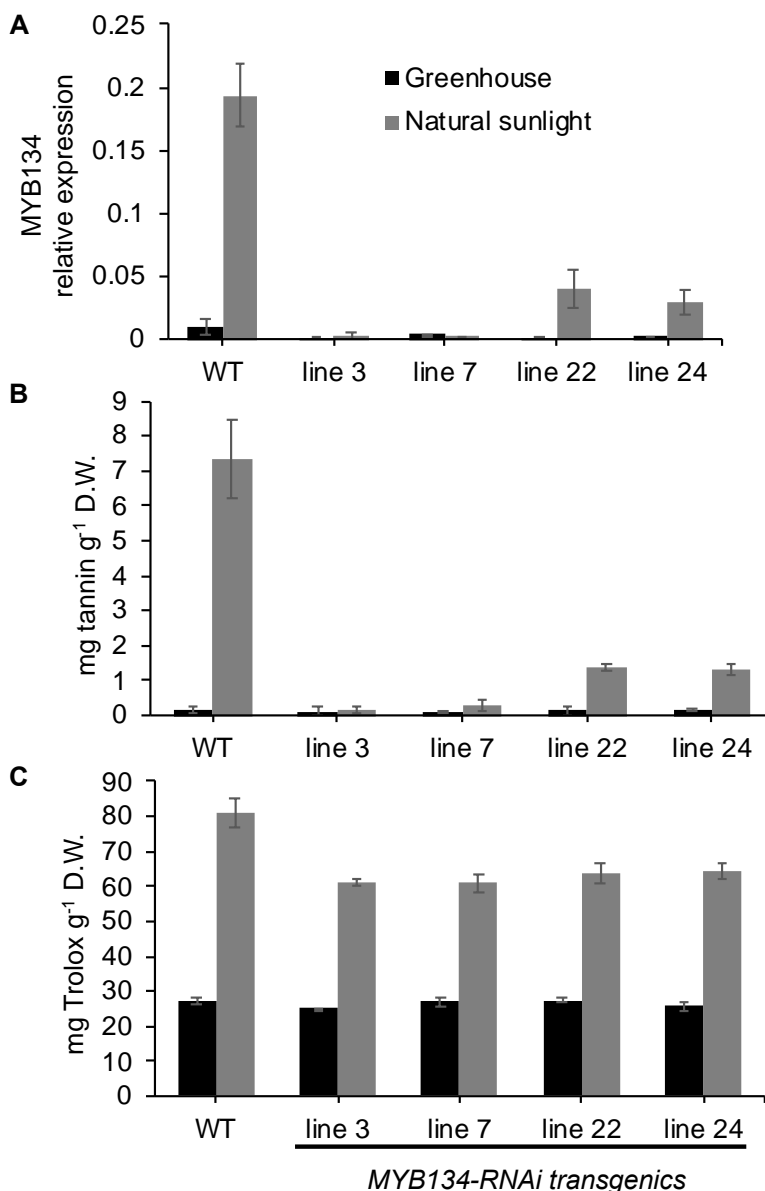 A
MYB134
relative expression
0.25
0.2
0.15
0.1
0.05
0
Greenhouse
Natural sunlight
WT line 3 line 7 line 22 line 24
B
mg tannin g⁻¹ D.W.
9
8
7
6
5
4
3
2
1
0
WT line 3 line 7 line 22 line 24
C
mg Trolox g⁻¹ D.W.
90
80
70
60
50
40
30
20
10
0
WT line 3 line 7 line 22 line 24
MYB134-RNAi transgenics